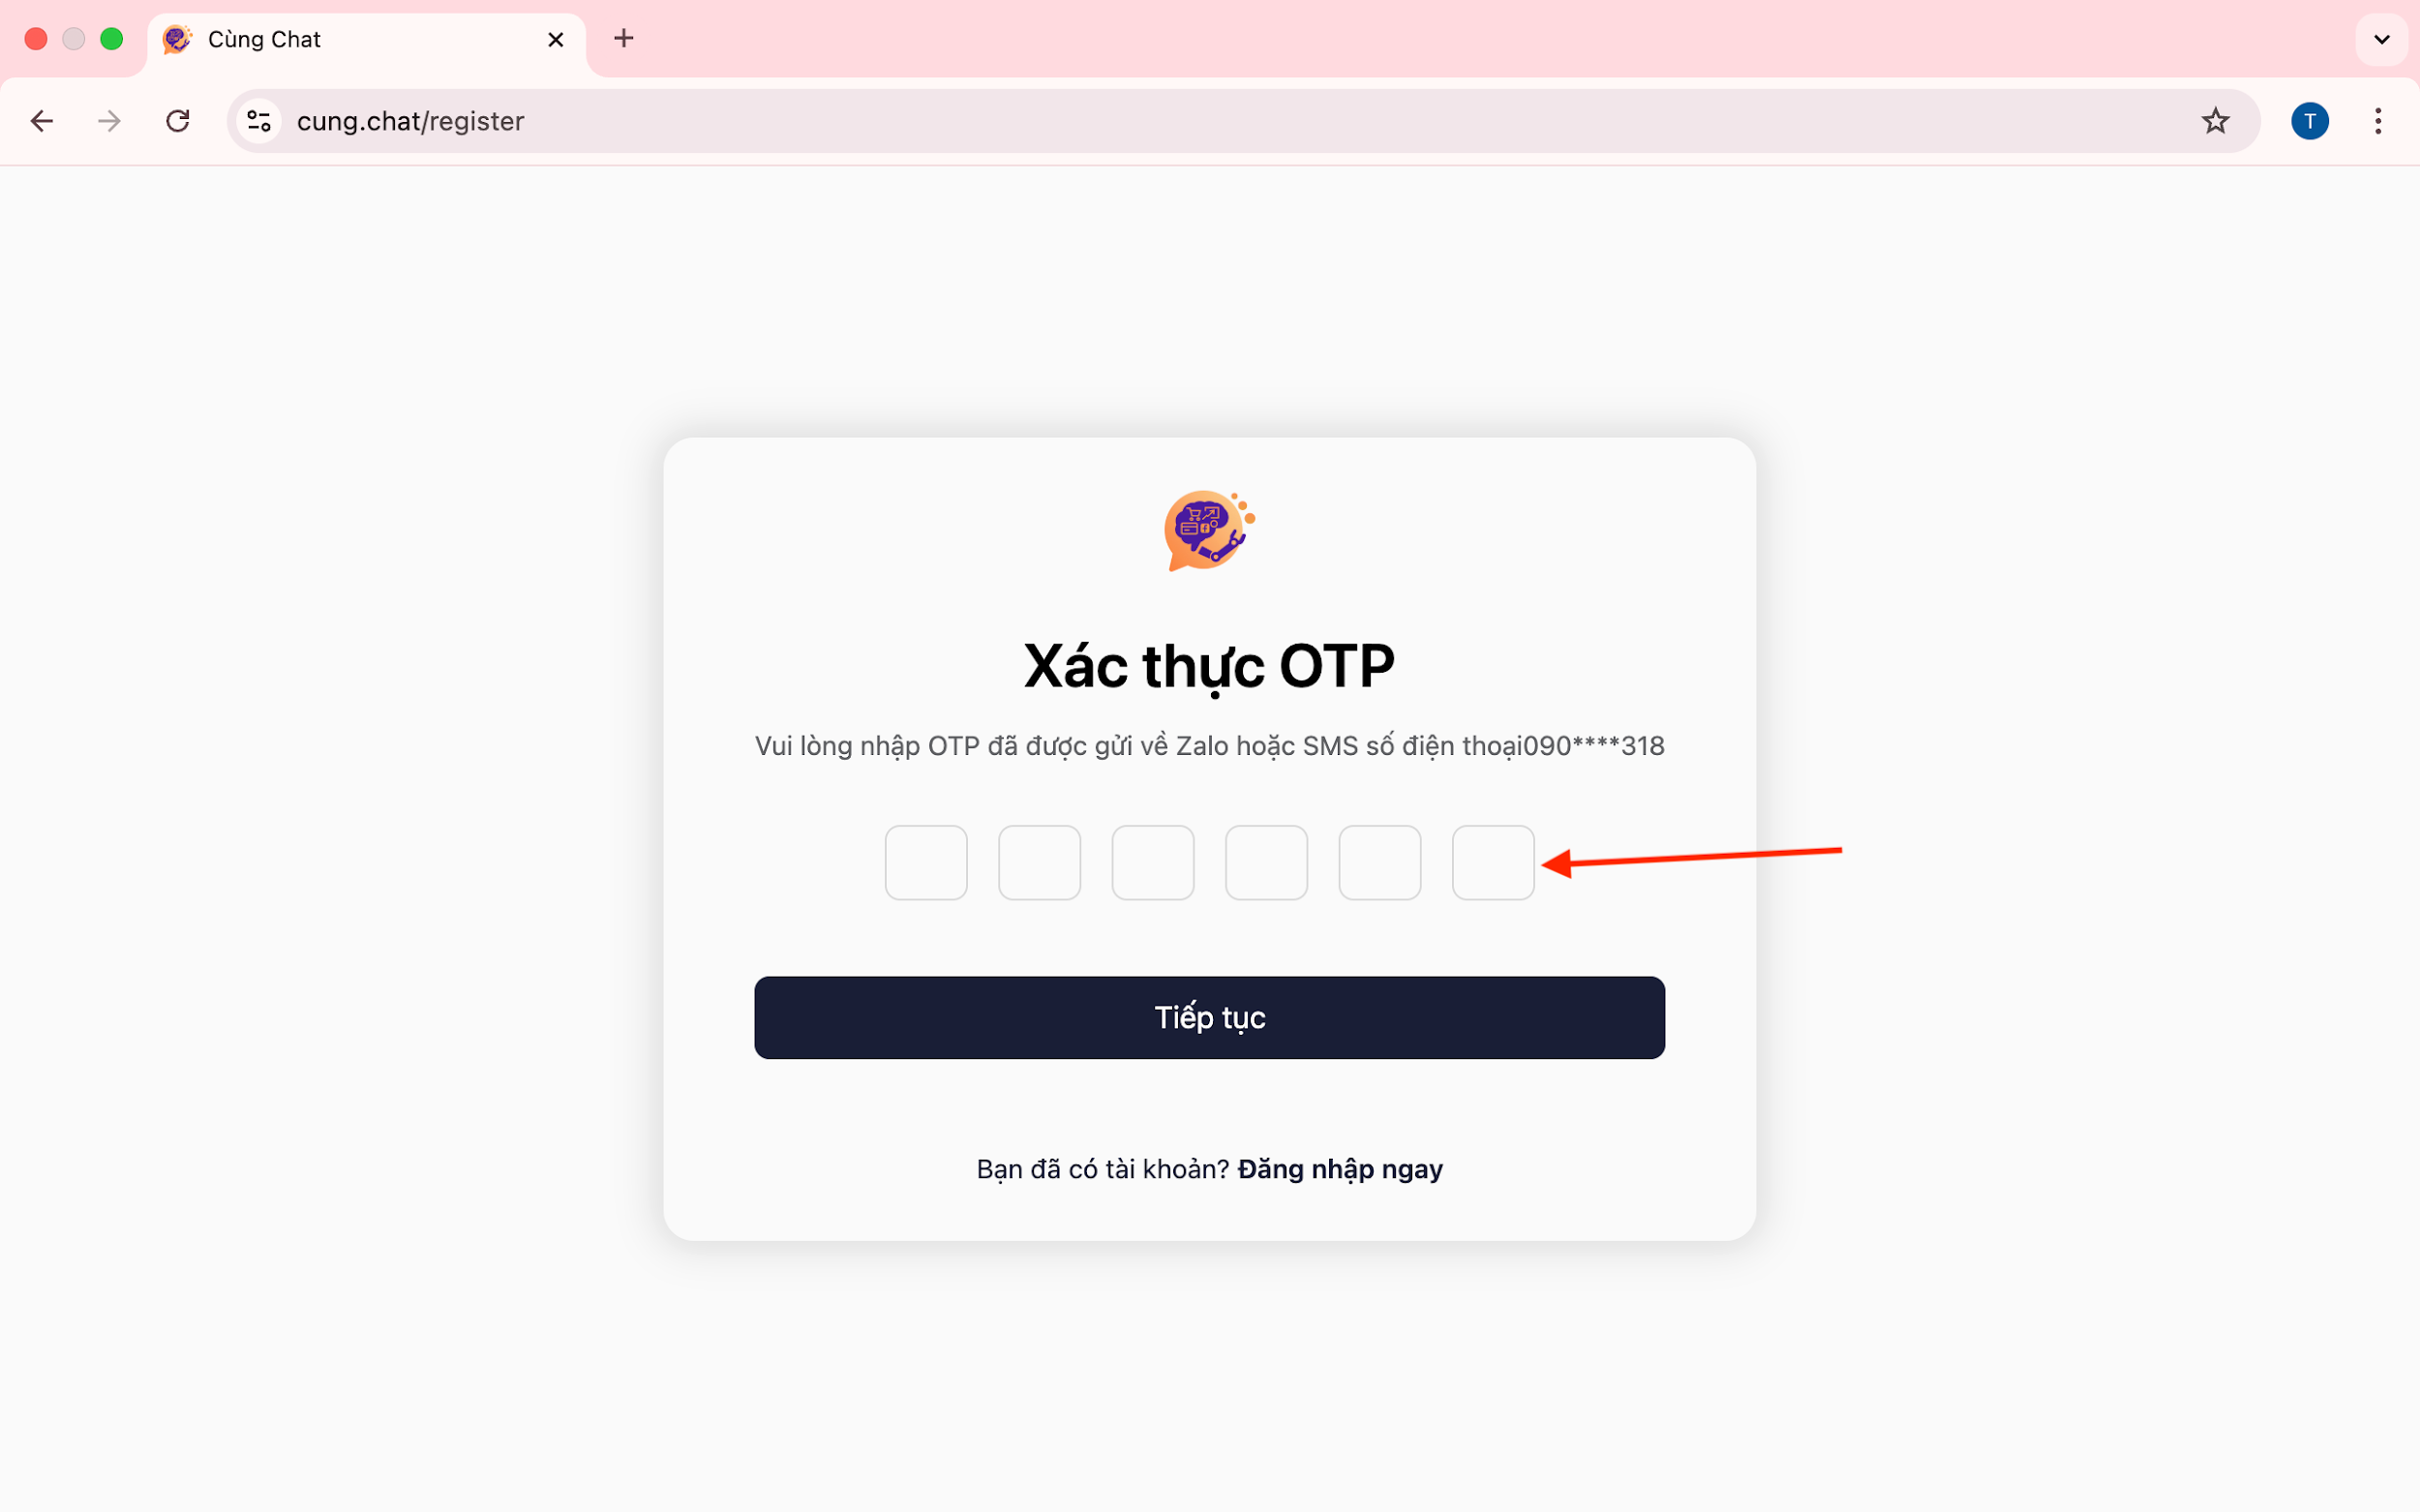 Cùng Chat
cung.chat/register
T
Xác thực OTP
Vui lòng nhập OTP đã được gửi về Zalo hoặc SMS số điện thoại090****318
Tiếp tục
Bạn đã có tài khoản? Đăng nhập ngay